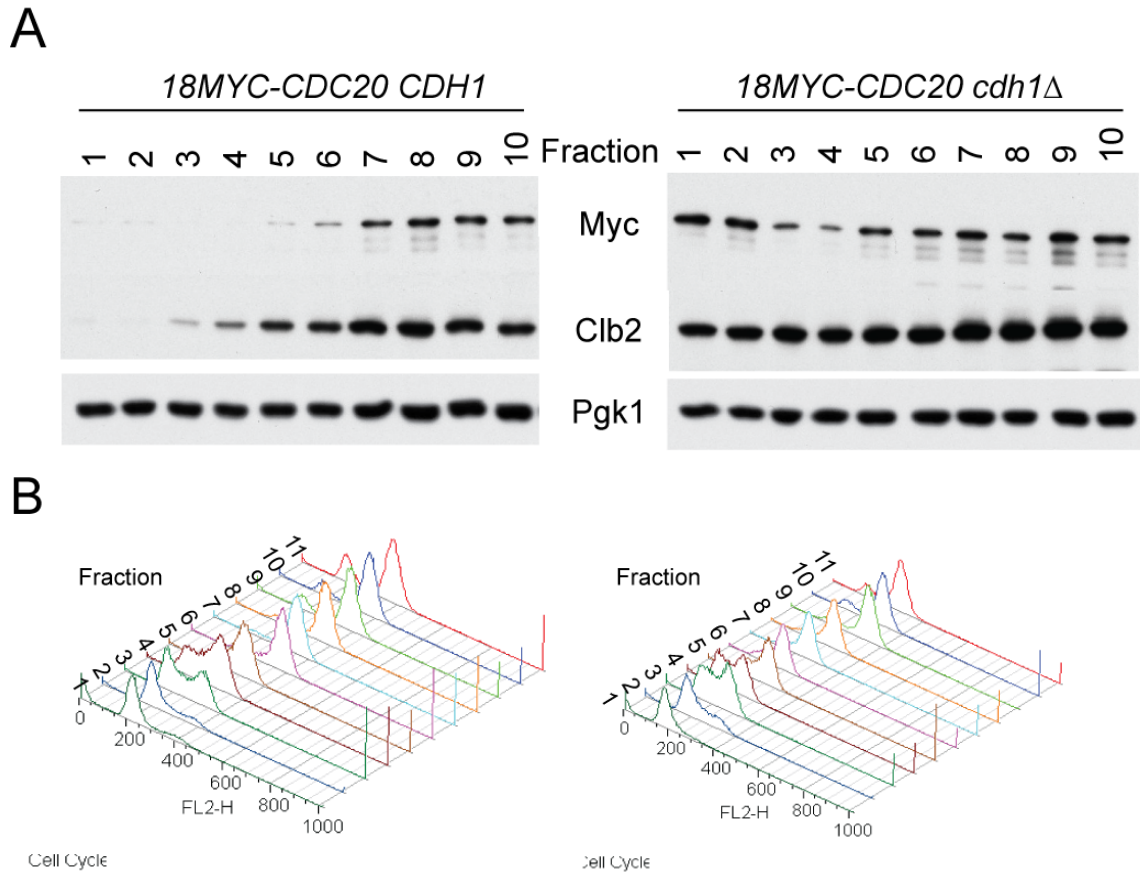 A
18MYC-CDC20 CDH1
18MYC-CDC20 cdh1Δ
1 2 3 4 5 6 7 8 9 10 Fraction 1 2 3 4 5 6 7 8 9 10
Myc
Clb2
Pgk1
B
Fraction
1 2 3 4 5 6 7 8 9 10 11
0 200 400 600 800 1000
FL2-H
Cell Cycle
Fraction
1 2 3 4 5 6 7 8 9 10 11
0 200 400 600 800 1000
FL2-H
Cell Cycle